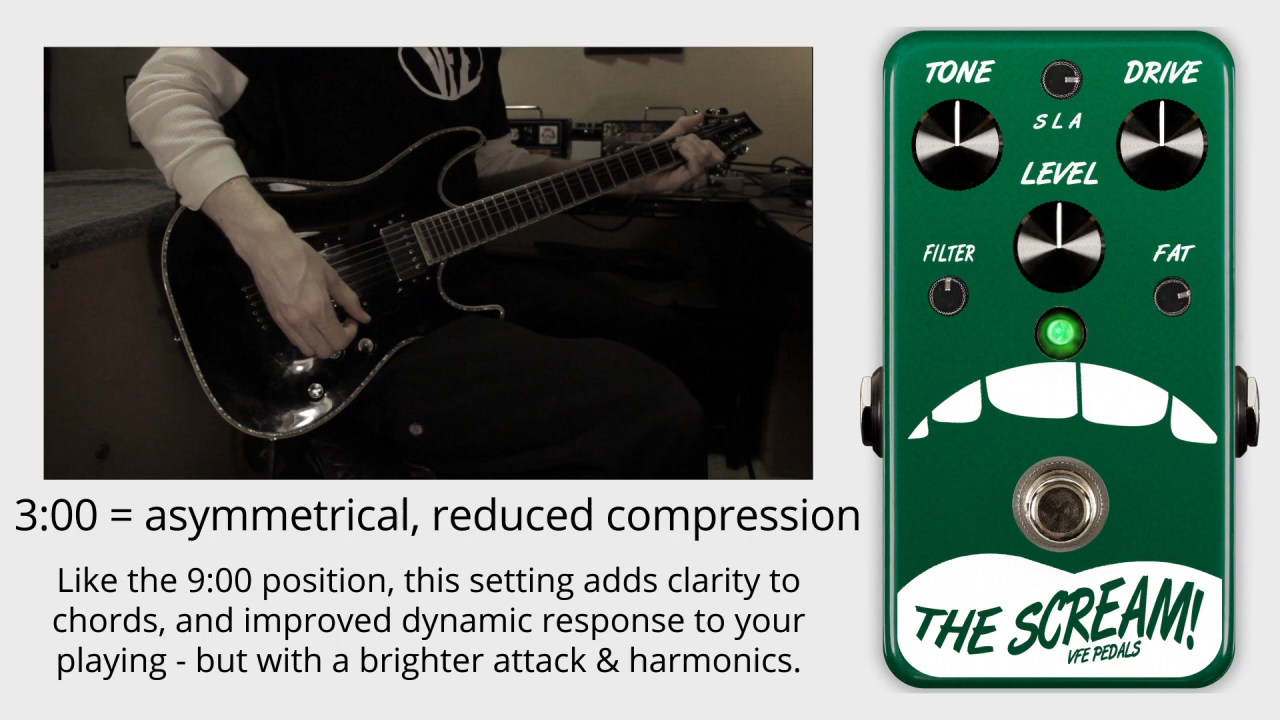 VFE
TONE
DRIVE
S L A
LEVEL
FILTER
FAT
3:00 = asymmetrical, reduced compression
Like the 9:00 position, this setting adds clarity to
chords, and improved dynamic response to your
playing - but with a brighter attack & harmonics.
THE SCREAM!
VFE PEDALS